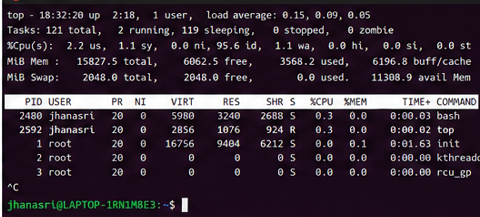 top - 18:32:20 up  2:18,  1 user,  load average: 0.15, 0.09, 0.05
Tasks: 121 total,   2 running, 119 sleeping,   0 stopped,   0 zombie
%Cpu(s):  2.2 us,  1.1 sy,  0.0 ni, 95.6 id,  1.1 wa,  0.0 hi,  0.0 si,  0.0 st
MiB Mem :  15827.5 total,   6062.5 free,   3568.2 used,   6196.8 buff/cache
MiB Swap:   2048.0 total,   2048.0 free,      0.0 used.  11308.9 avail Mem
PID USER      PR  NI    VIRT    RES    SHR S  %CPU  %MEM     TIME+ COMMAND
2480 jhanasri  20   0    5980   3240   2688 S   0.3   0.0   0:00.03 bash
2592 jhanasri  20   0    2856   1076    924 R   0.3   0.0   0:00.02 top
1 root      20   0   16756   9404   6212 S   0.0   0.1   0:01.63 init
2 root      20   0       0      0      0 S   0.0   0.0   0:00.00 kthreadd
3 root      20   0       0      0      0 S   0.0   0.0   0:00.00 rcu_gp
^C
jhanasri@LAPTOP-1RN1M8E3:~$